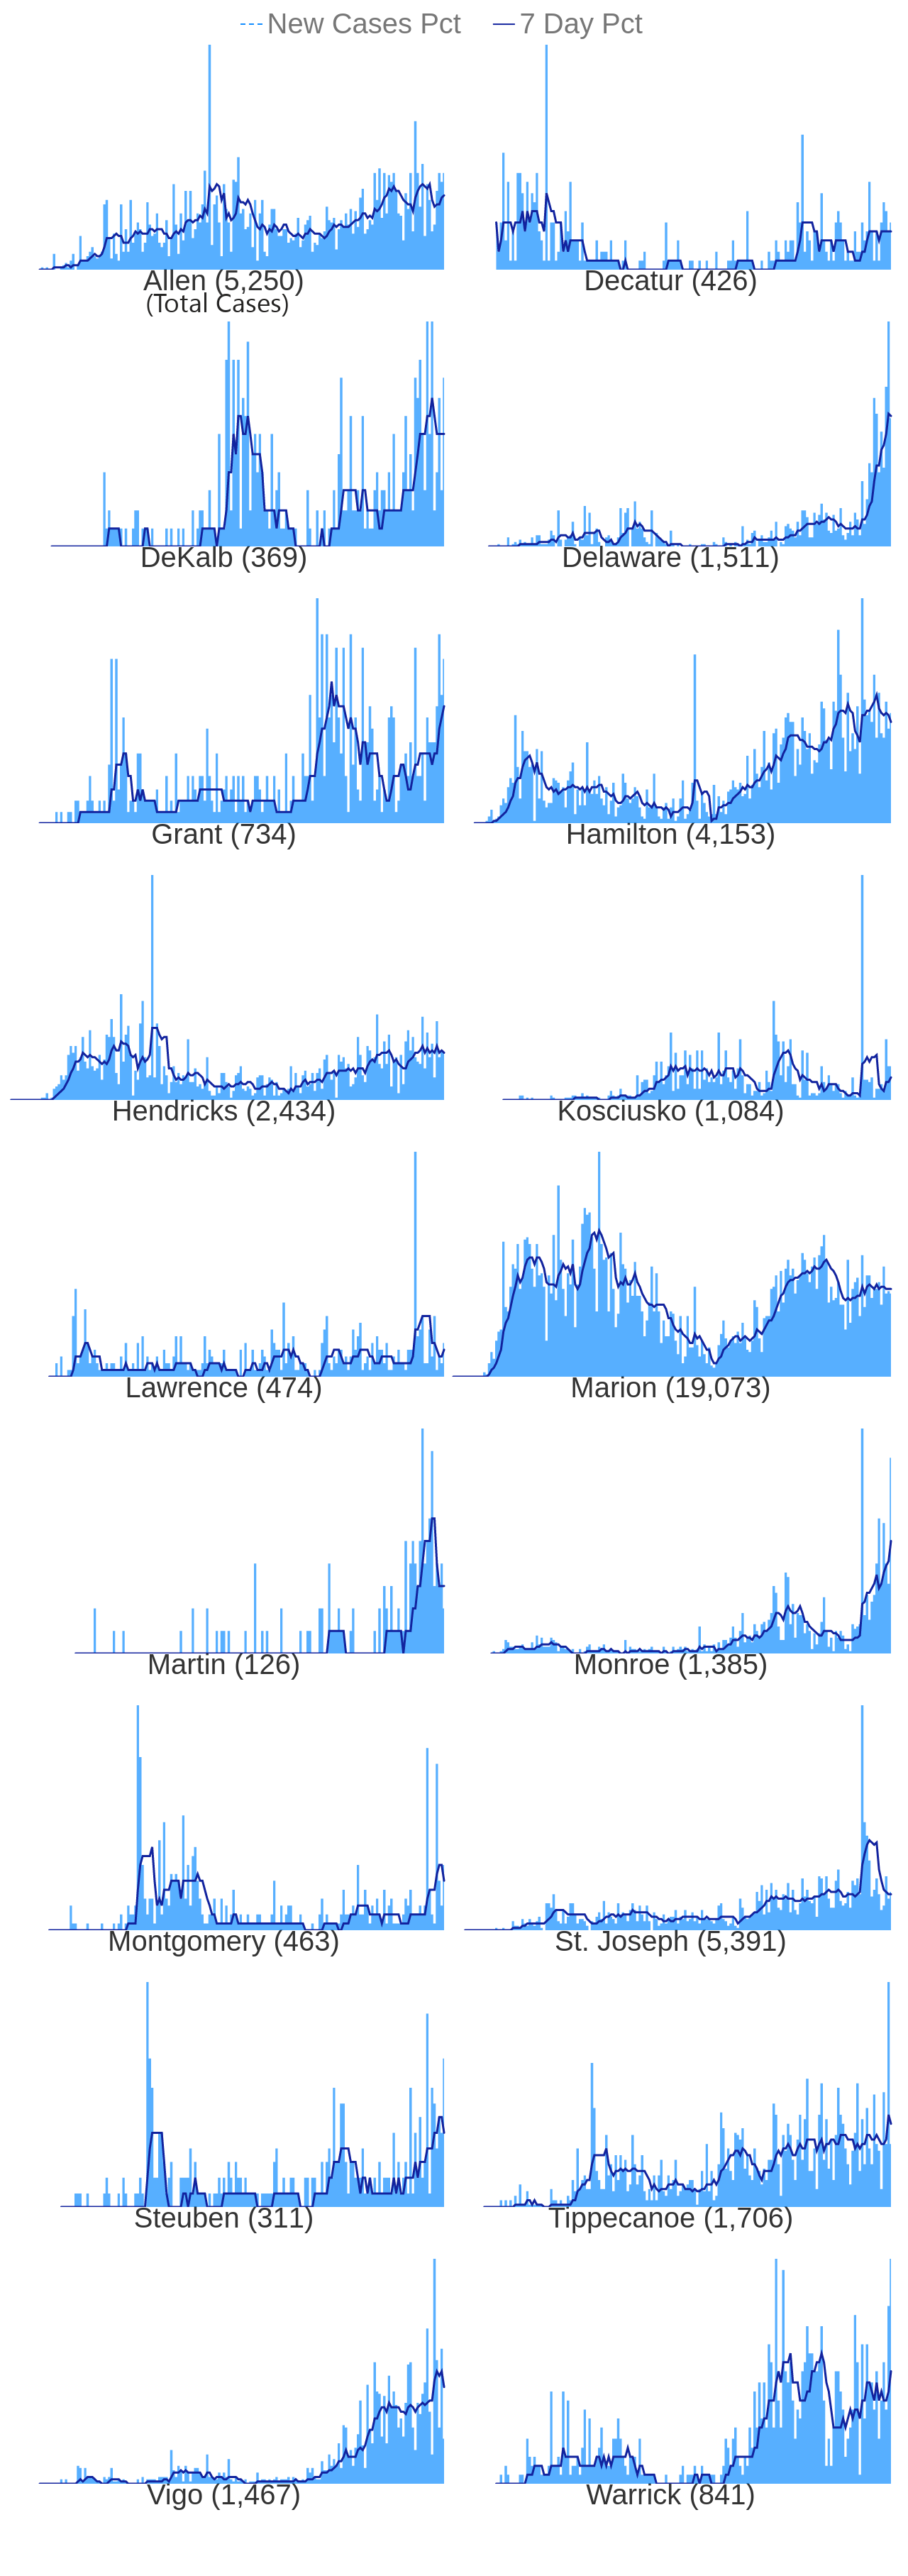 New Cases Pct 7 Day Pct
Allen (5,250) Decatur (426)
(Total Cases)
DeKalb (369) Delaware (1,511)
Grant (734) Hamilton (4,153)
Hendricks (2,434) Kosciusko (1,084)
Lawrence (474) Marion (19,073)
Martin (126) Monroe (1,385)
Montgomery (463) St. Joseph (5,391)
Steuben (311) Tippecanoe (1,706)
Vigo (1,467) Warrick (841)